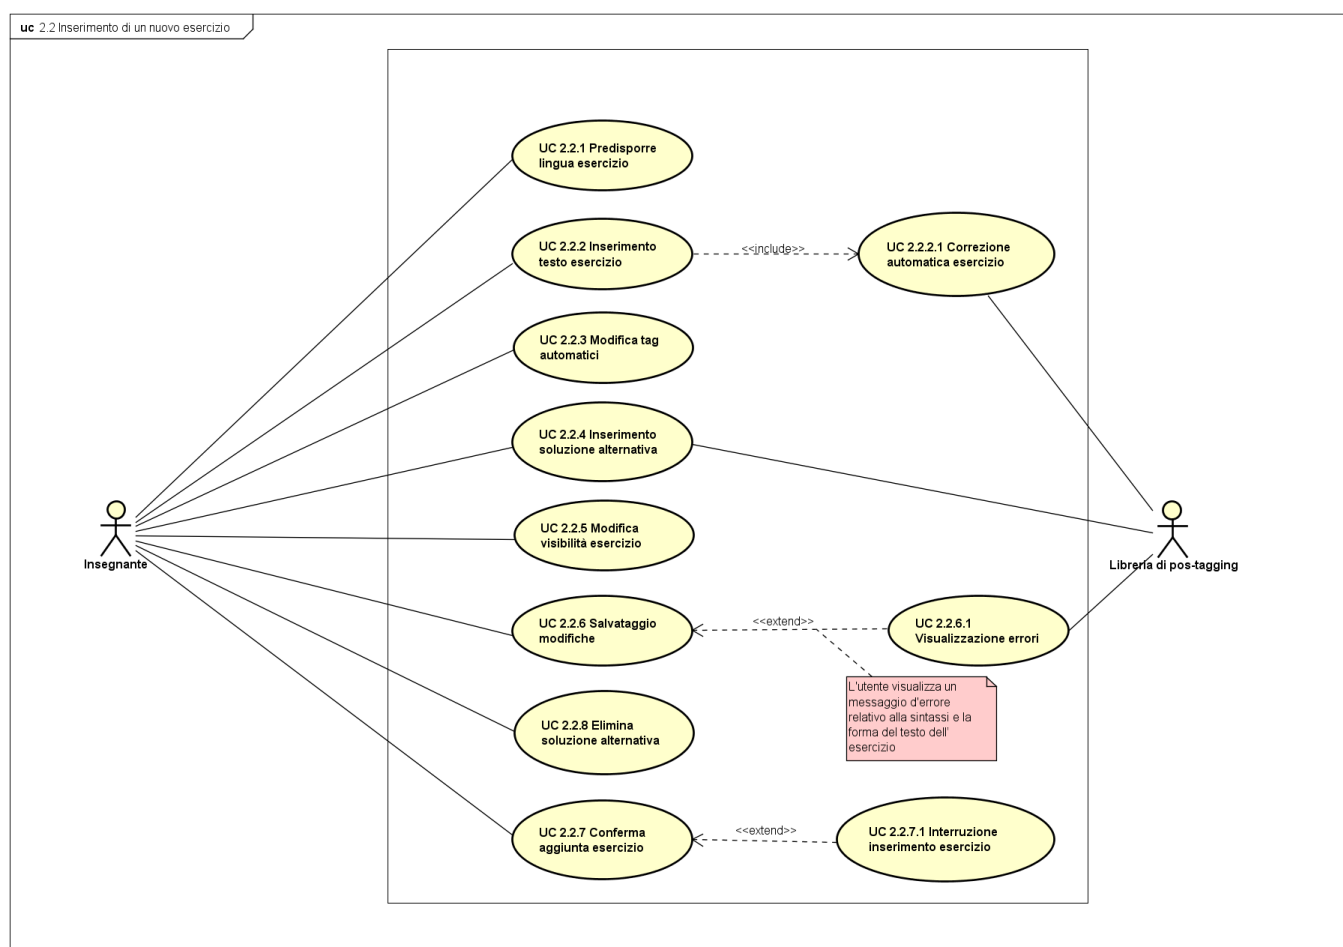 uc 2.2 Inserimento di un nuovo esercizio
UC 2.2.1 Predisporre
lingua esercizio
UC 2.2.2 Inserimento
testo esercizio
<<include>>
UC 2.2.2.1 Correzione
automatica esercizio
UC 2.2.3 Modifica tag
automatici
UC 2.2.4 Inserimento
soluzione alternativa
UC 2.2.5 Modifica
visibilità esercizio
Insegnante
Libreria di pos-tagging
UC 2.2.6 Salvataggio
modifiche
<<extend>>
UC 2.2.6.1
Visualizzazione errori
L'utente visualizza un
messaggio d'errore
relativo alla sintassi e la
forma del testo dell'
esercizio
UC 2.2.8 Elimina
soluzione alternativa
UC 2.2.7 Conferma
aggiunta esercizio
<<extend>>
UC 2.2.7.1 Interruzione
inserimento esercizio